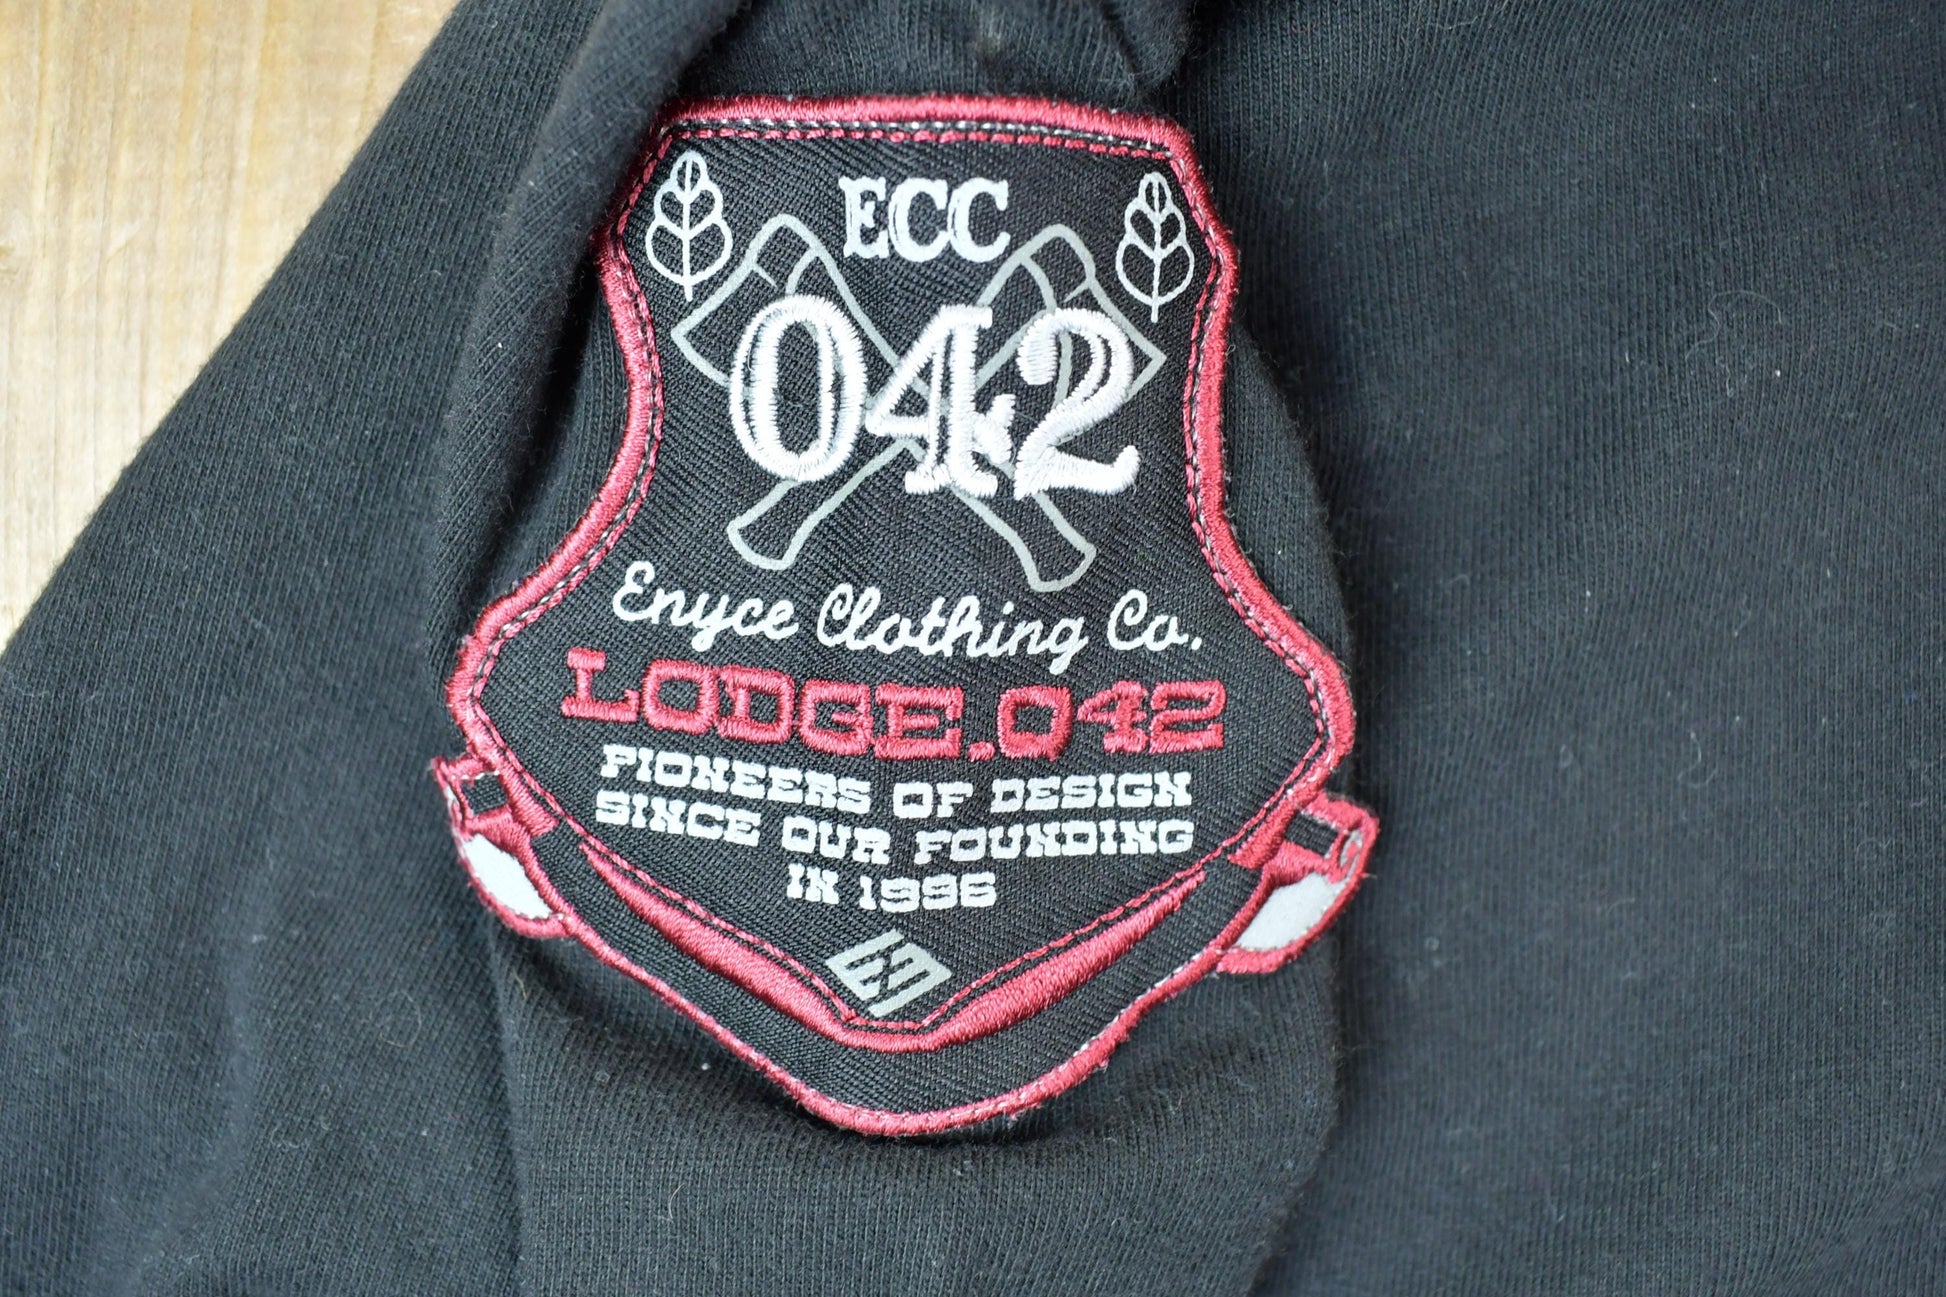 ECC
042
Enyce Clothing Co.
LODGE.042
PIONEERS OF DESIGN
SINCE OUR FOUNDING
IN 1996